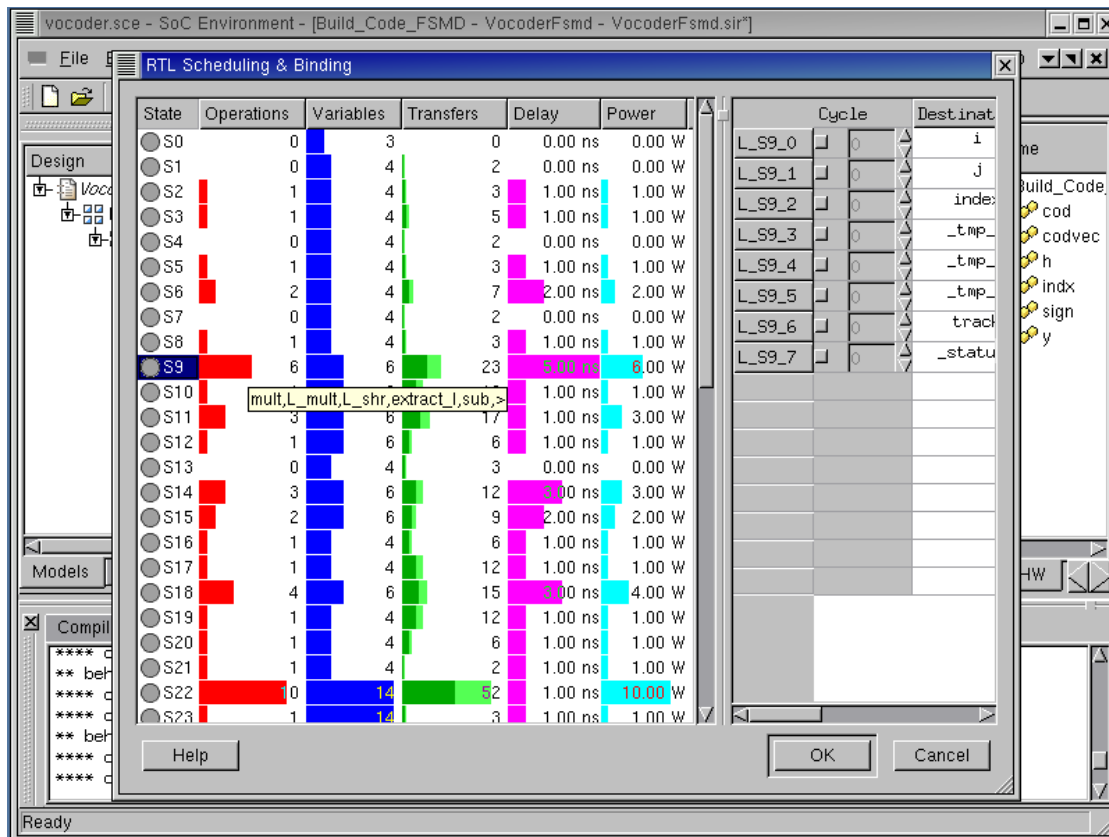 vocoder.sce - SoC Environment - [Build_Code_FSMD - VocoderFsmd - VocoderFsmd.sir*]
File
RTL Scheduling & Binding
State Operations Variables Transfers Delay Power
S0 0 3 0 0.00 ns 0.00 W
S1 0 4 2 0.00 ns 0.00 W
S2 1 4 3 1.00 ns 1.00 W
S3 1 4 5 1.00 ns 1.00 W
S4 0 4 2 0.00 ns 0.00 W
S5 1 4 3 1.00 ns 1.00 W
S6 2 4 7 2.00 ns 2.00 W
S7 0 4 2 0.00 ns 0.00 W
S8 1 4 3 1.00 ns 1.00 W
S9 6 6 23 5.00 ns 6.00 W
S10 1.00 ns 1.00 W
mult,L_mult,L_shr,extract_l,sub,>
S11 3 6 17 1.00 ns 3.00 W
S12 1 6 6 1.00 ns 1.00 W
S13 0 4 3 0.00 ns 0.00 W
S14 3 6 12 3.00 ns 3.00 W
S15 2 6 9 2.00 ns 2.00 W
S16 1 4 6 1.00 ns 1.00 W
S17 1 4 12 1.00 ns 1.00 W
S18 4 6 15 3.00 ns 4.00 W
S19 1 4 12 1.00 ns 1.00 W
S20 1 4 6 1.00 ns 1.00 W
S21 1 4 2 1.00 ns 1.00 W
S22 10 14 52 1.00 ns 10.00 W
S23 1 14 3 1.00 ns 1.00 W
Cycle Destinat
L_S9_0 0 i
L_S9_1 0 j
L_S9_2 0 index
L_S9_3 0 _tmp_
L_S9_4 0 _tmp_
L_S9_5 0 _tmp_
L_S9_6 0 track
L_S9_7 0 _statu
Help
OK
Cancel
Design
Voco
Models
me
Build_Code_
cod
codvec
h
indx
sign
y
HW
Compil
**** c
** beh
**** c
**** c
** beh
**** c
**** c
Ready